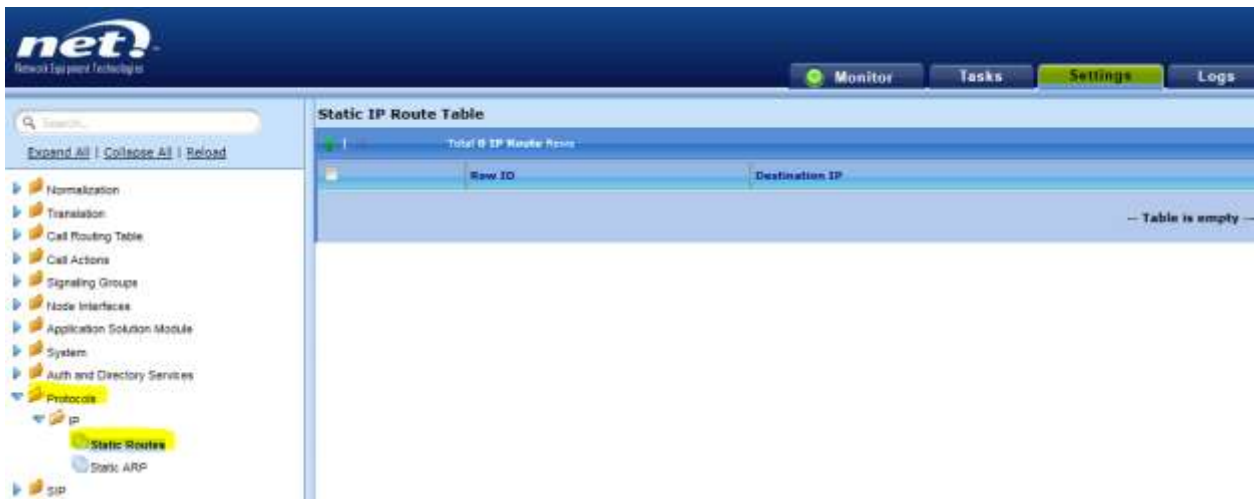 net!
Network Equipment Technologies
Monitor
Tasks
Settings
Logs
Search...
Expand All | Collapse All | Reload
Normalization
Translation
Call Routing Table
Call Actions
Signaling Groups
Node Interfaces
Application Solution Module
System
Auth and Directory Services
Protocols
IP
Static Routes
Static ARP
SIP
Static IP Route Table
Total 0 IP Route Rows
Row ID
Destination IP
-- Table is empty --